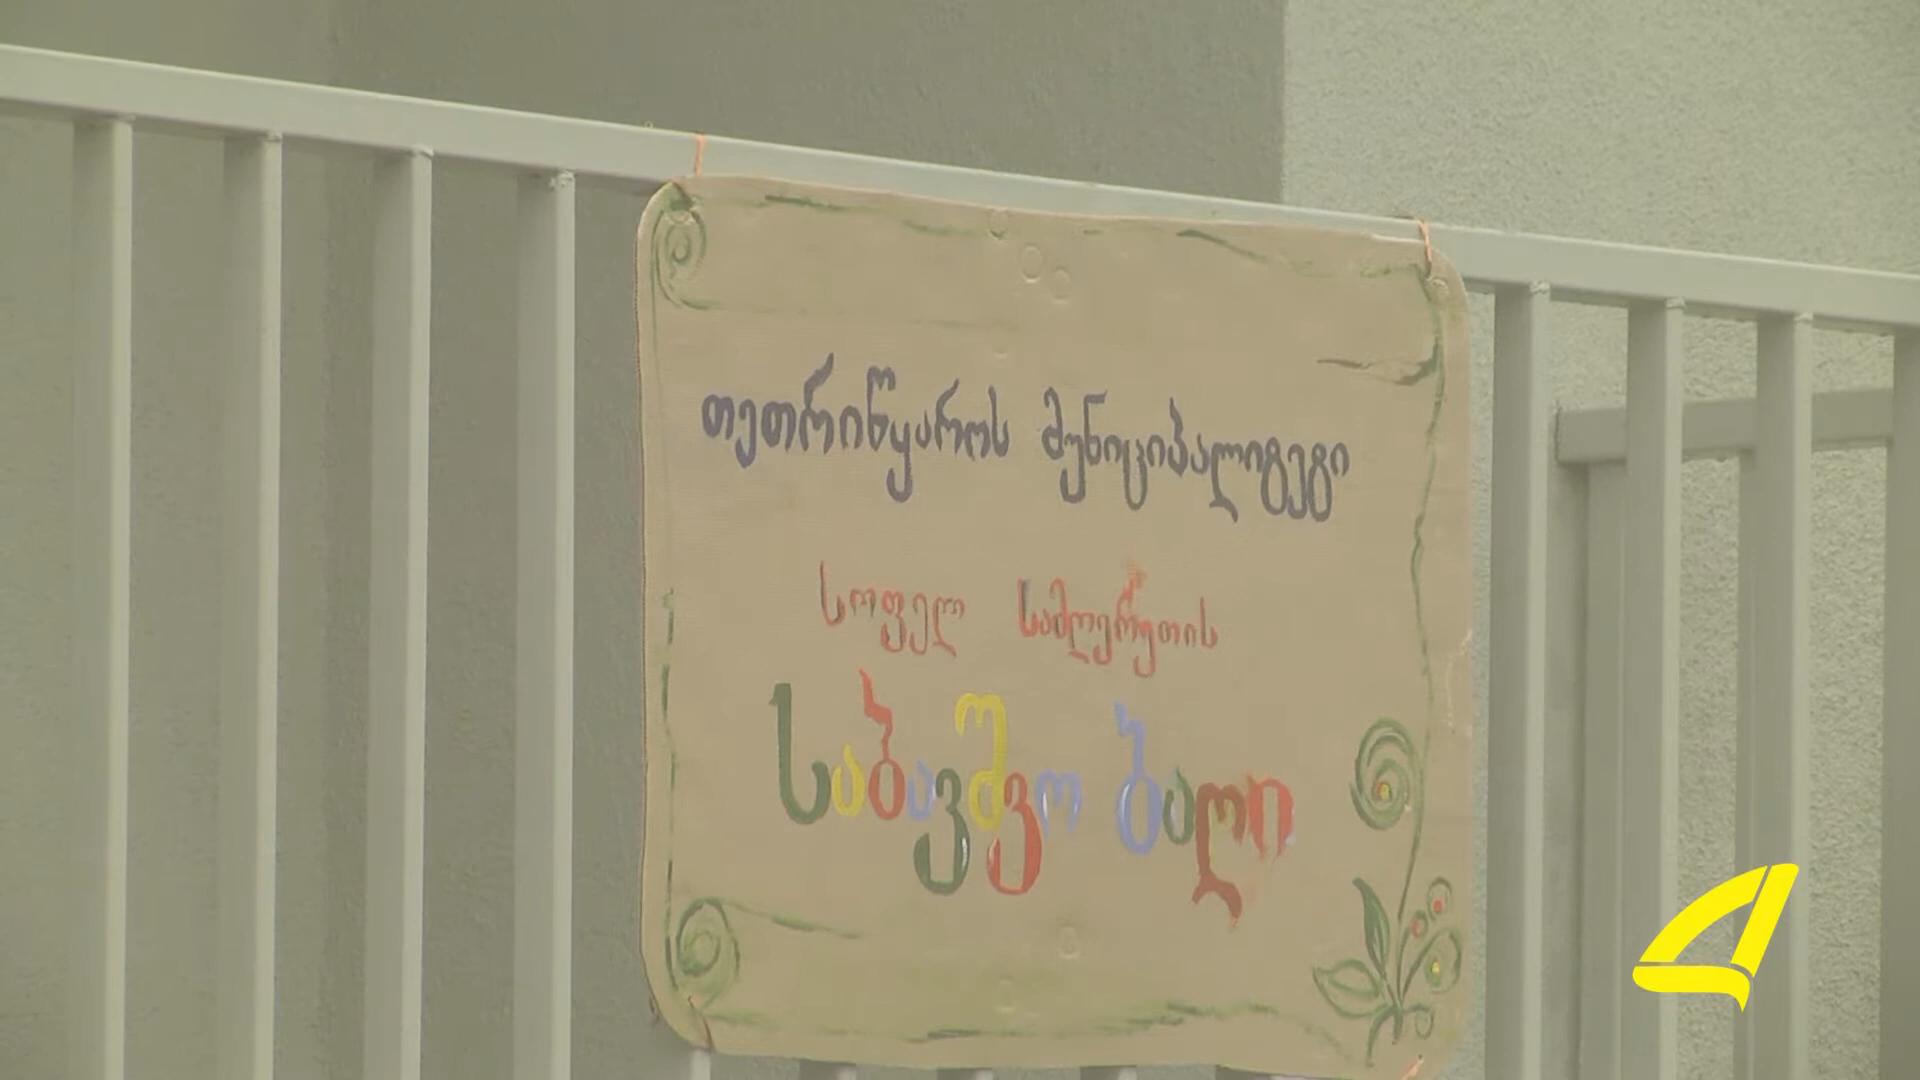 თეთრიწყაროს მუნიციპალიტეტი
სოფელ სამღერეთის
საბავშვო ბაღი